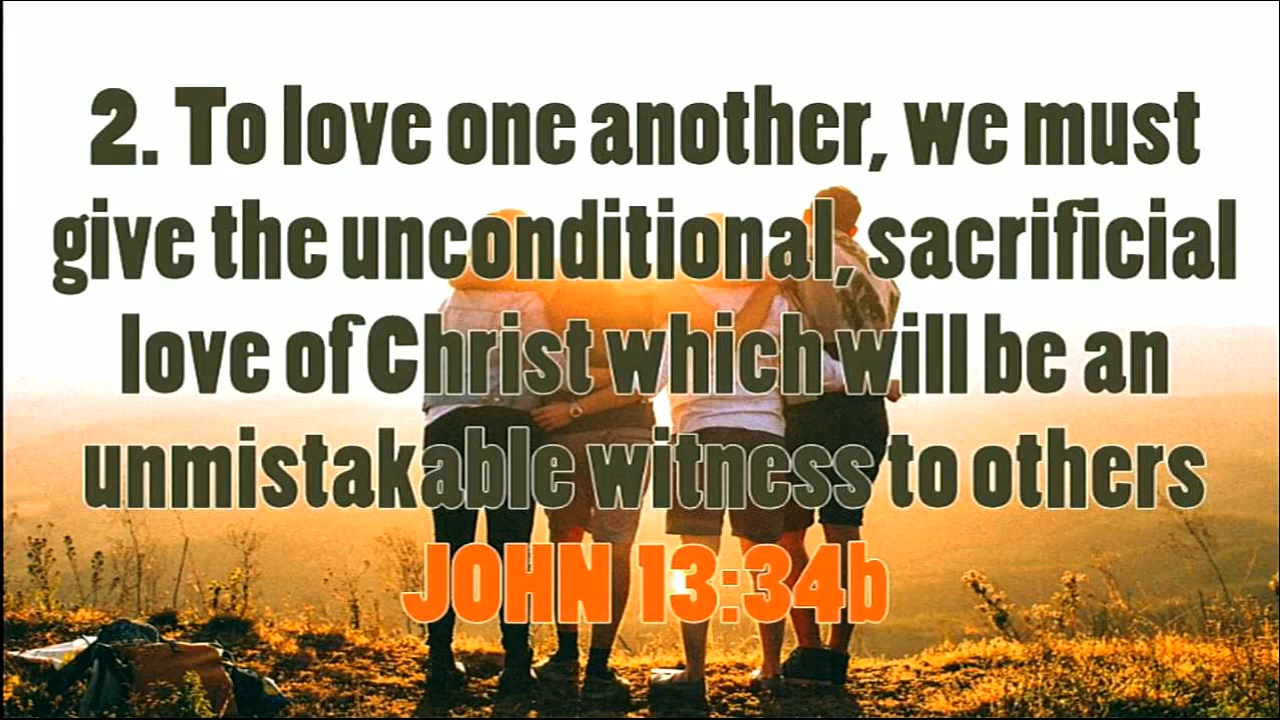 2. To love one another, we must
give the unconditional, sacrificial
love of Christ which will be an
unmistakable witness to others
JOHN 13:34b